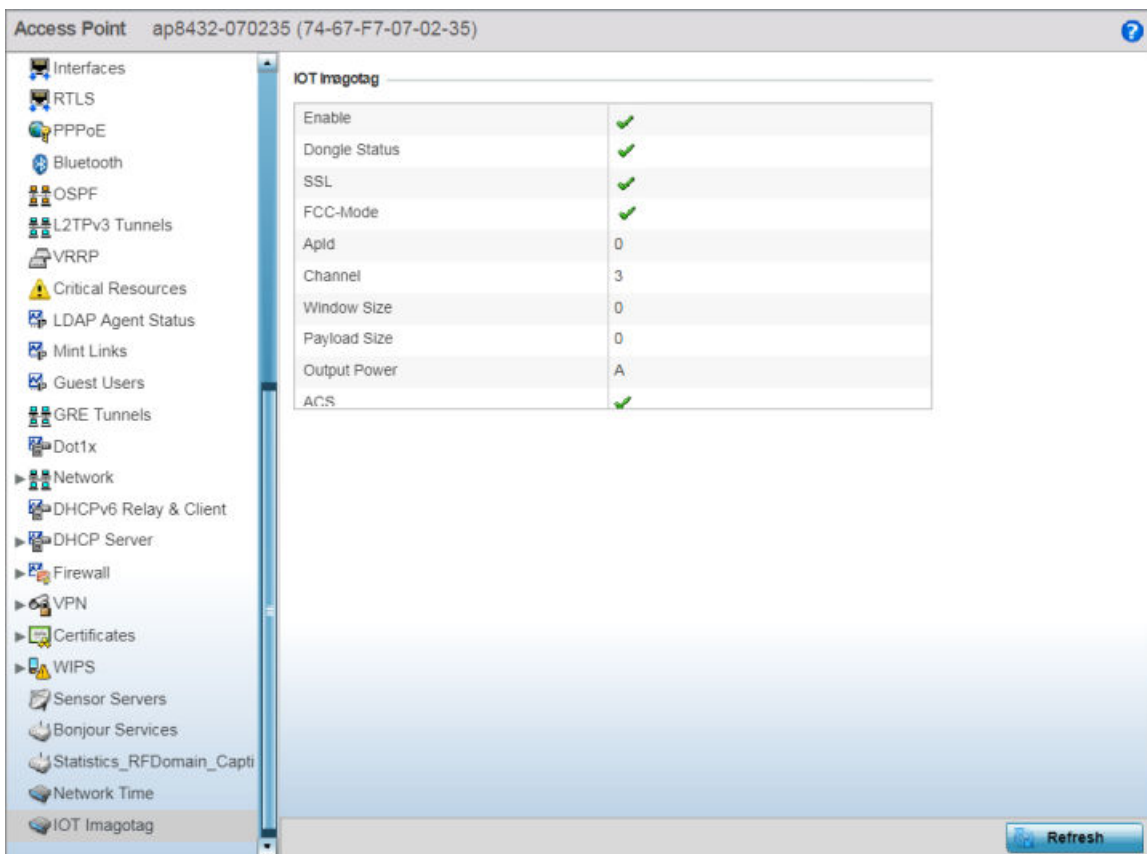 Access Point ap8432-070235 (74-67-F7-07-02-35)
Interfaces
RTLS
PPPoE
Bluetooth
OSPF
L2TPv3 Tunnels
VRRP
Critical Resources
LDAP Agent Status
Mint Links
Guest Users
GRE Tunnels
Dot1x
Network
DHCPv6 Relay & Client
DHCP Server
Firewall
VPN
Certificates
WIPS
Sensor Servers
Bonjour Services
Statistics_RFDomain_Capti
Network Time
IOT Imagotag
IOT Imagotag
Enable
Dongle Status
SSL
FCC-Mode
ApId 0
Channel 3
Window Size 0
Payload Size 0
Output Power A
ACS
Refresh